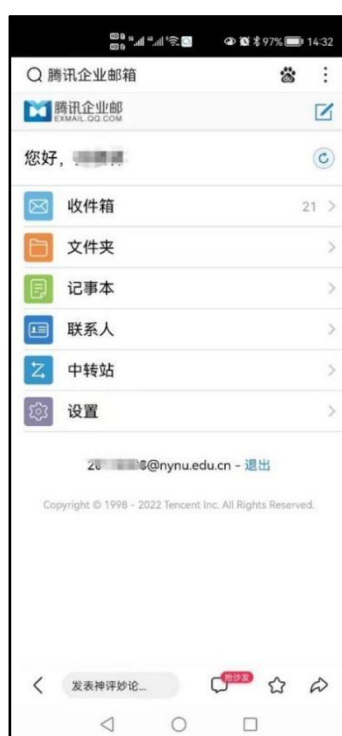 97% 14:32
腾讯企业邮箱
腾讯企业邮
EXMAIL.QQ.COM
您好，
收件箱 21
文件夹
记事本
联系人
中转站
设置
@nynu.edu.cn - 退出
Copyright © 1998 - 2022 Tencent Inc. All Rights Reserved.
发表神评妙论... 抢沙发